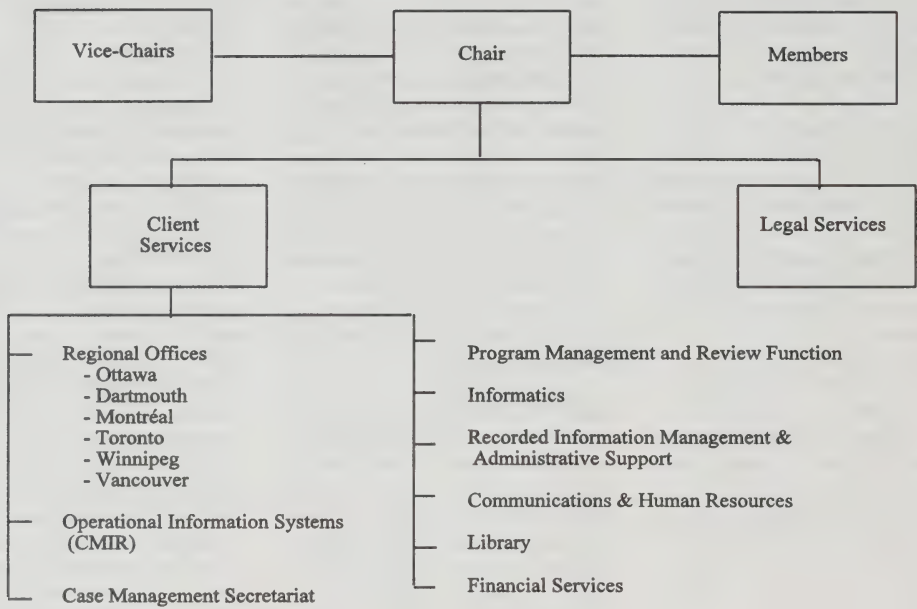 Vice-Chairs
Chair
Members
Client
Services
Legal Services
Regional Offices
- Ottawa
- Dartmouth
- Montréal
- Toronto
- Winnipeg
- Vancouver
Operational Information Systems
(CMIR)
Case Management Secretariat
Program Management and Review Function
Informatics
Recorded Information Management &
Administrative Support
Communications & Human Resources
Library
Financial Services